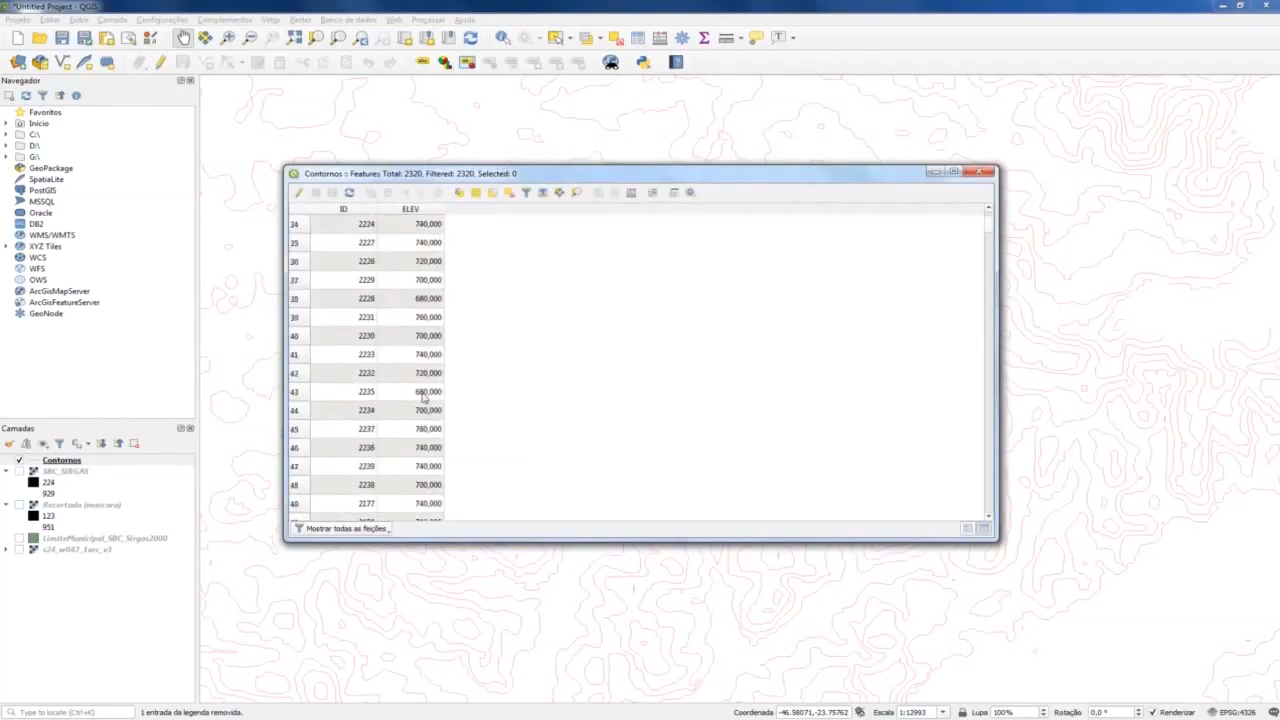 *Untitled Project - QGIS
Projeto Editar Exibir Camada Configurações Complementos Vetor Raster Banco de dados Web Processar Ajuda
Navegador
Favoritos
Início
C:\
D:\
G:\
GeoPackage
SpatiaLite
PostGIS
MSSQL
Oracle
DB2
WMS/WMTS
XYZ Tiles
WCS
WFS
OWS
ArcGisMapServer
ArcGisFeatureServer
GeoNode
Camadas
Contornos
SBC_SIRGAS
224
929
Recortado (mascara)
123
951
LimiteMunicipal_SBC_Sirgas2000
s24_w047_1arc_v3
Contornos :: Features Total: 2320, Filtered: 2320, Selected: 0
ID ELEV
34 2224 740,000
35 2227 740,000
36 2226 720,000
37 2229 700,000
38 2228 680,000
39 2231 760,000
40 2230 700,000
41 2233 740,000
42 2232 720,000
43 2235 680,000
44 2234 700,000
45 2237 780,000
46 2236 740,000
47 2239 740,000
48 2238 700,000
49 2177 740,000
Mostrar todas as feições
Type to locate (Ctrl+K) 1 entrada da legenda removida. Coordenada -46.58071,-23.75762 Escala 1:12993 Lupa 100% Rotação 0,0 ° Renderizar EPSG:4326